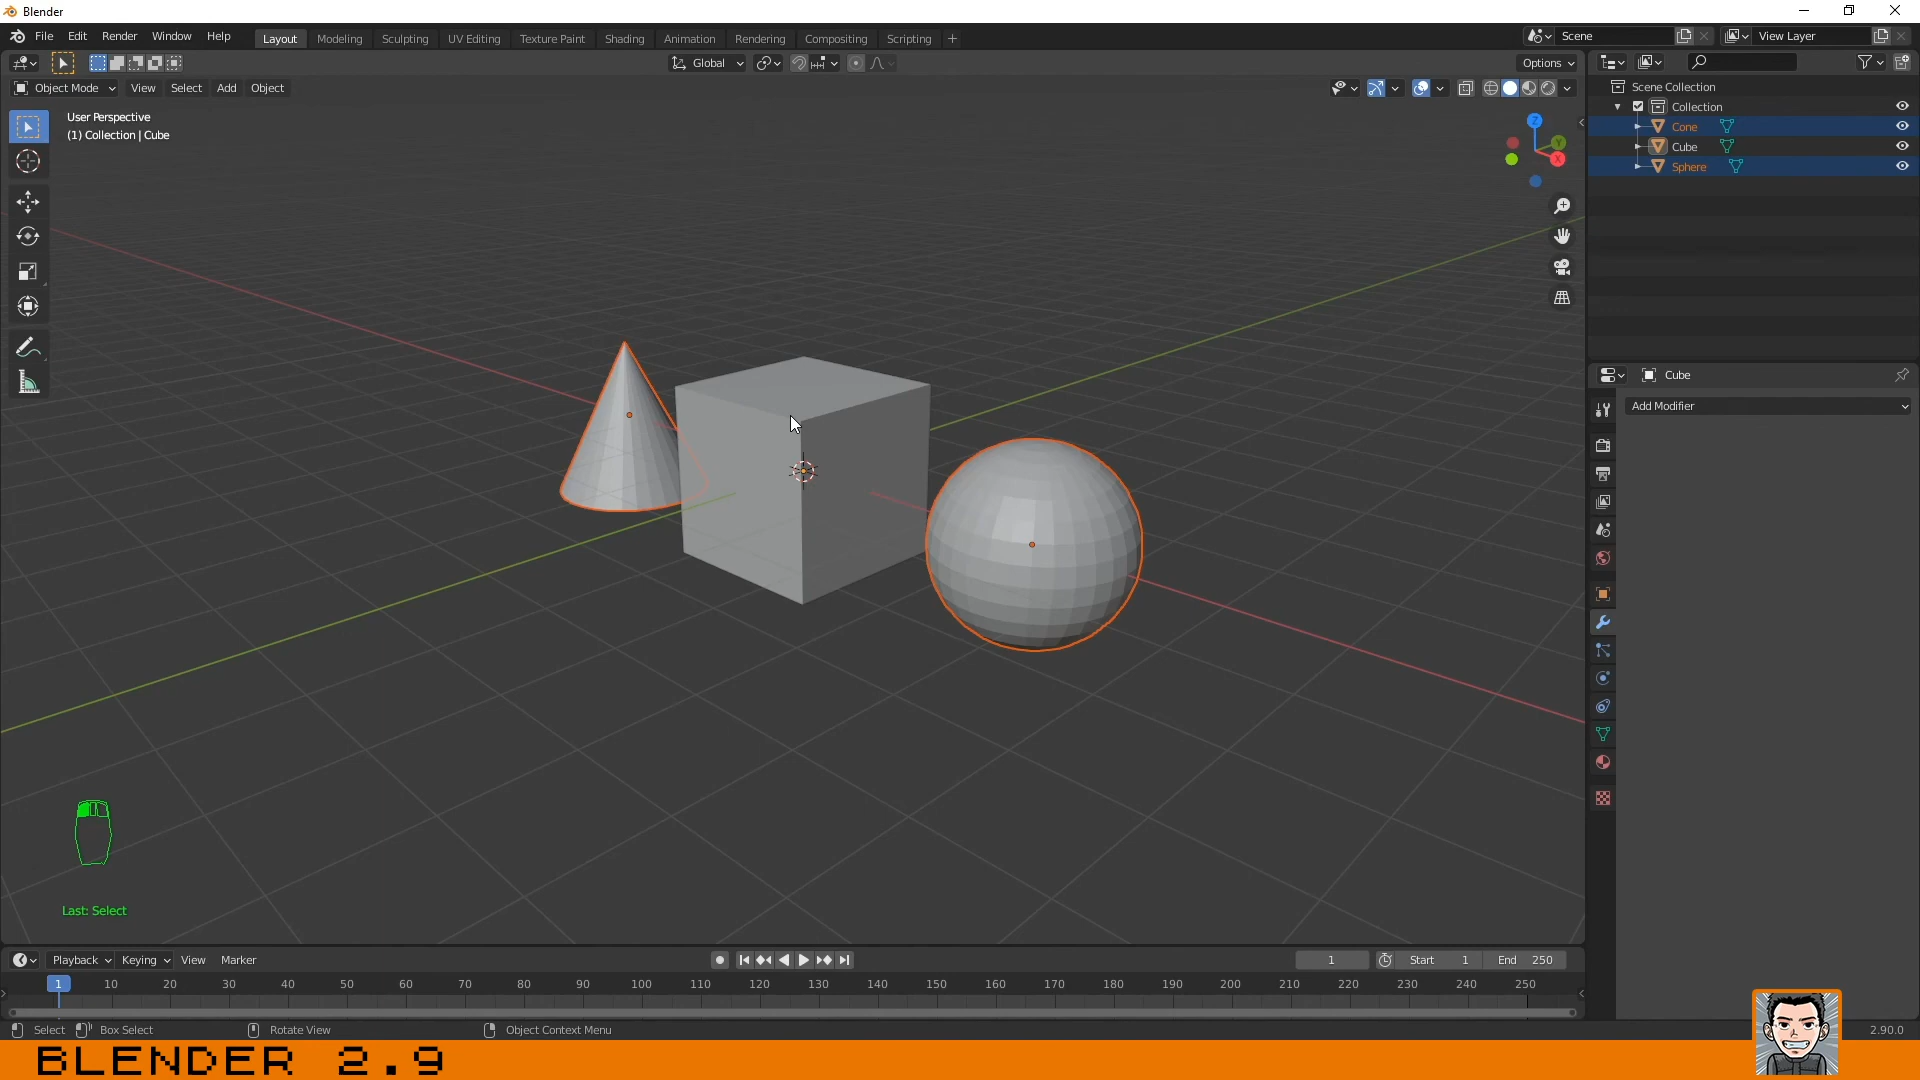 Blender
File Edit Render Window Help
Layout Modeling Sculpting UV Editing Texture Paint Shading Animation Rendering Compositing Scripting
Scene
View Layer
Global
Options
Object Mode View Select Add Object
User Perspective
(1) Collection | Cube
Z
Y
X
Scene Collection
Collection
Cone
Cube
Sphere
Cube
Add Modifier
Last: Select
Playback Keying View Marker
1
Start 1
End 250
1 10 20 30 40 50 60 70 80 90 100 110 120 130 140 150 160 170 180 190 200 210 220 230 240 250
Select Box Select Rotate View Object Context Menu
2.90.0
BLENDER 2.9